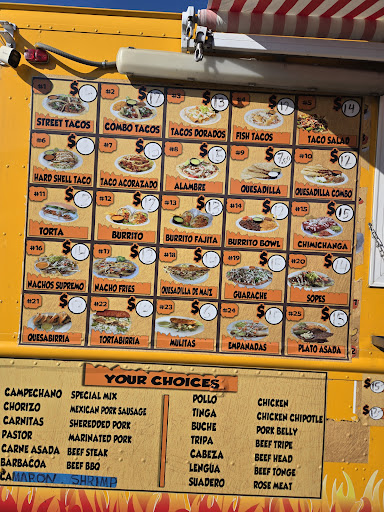 #1 $
STREET TACOS
#2 $ 17
COMBO TACOS
#3 $ 13
TACOS DORADOS
#4 $ 17
FISH TACOS
#5 $ 14
TACO SALAD
#6 $
HARD SHELL TACO
#7 $
TACO ACORAZADO
#8 $
ALAMBRE
#9 $
QUESADILLA
#10 $
QUESADILLA COMBO
#11 $
TORTA
#12 $
BURRITO
#13 $
BURRITO FAJITA
#14 $
BURRITO BOWL
#15 $ 15
CHIMICHANGA
#16 $
NACHOS SUPREMO
#17 $
NACHO FRIES
#18 $
QUESADILLA DE MAIZ
#19 $
GUARACHE
#20 $
SOPES
#21 $
QUESABIRRIA
#22 $
TORTABIRRIA
#23 $
MULITAS
#24 $
EMPANADAS
#25 $ 15
PLATO ASADA
YOUR CHOICES
CAMPECHANO SPECIAL MIX
CHORIZO MEXICAN PORK SAUSAGE
CARNITAS SHEREDDED PORK
PASTOR MARINATED PORK
CARNE ASADA BEEF STEAK
BARBACOA BEEF BBQ
CAMARON SHRIMP
POLLO CHICKEN
TINGA CHICKEN CHIPOTLE
BUCHE PORK BELLY
TRIPA BEEF TRIPE
CABEZA BEEF HEAD
LENGUA BEEF TONGE
SUADERO ROSE MEAT